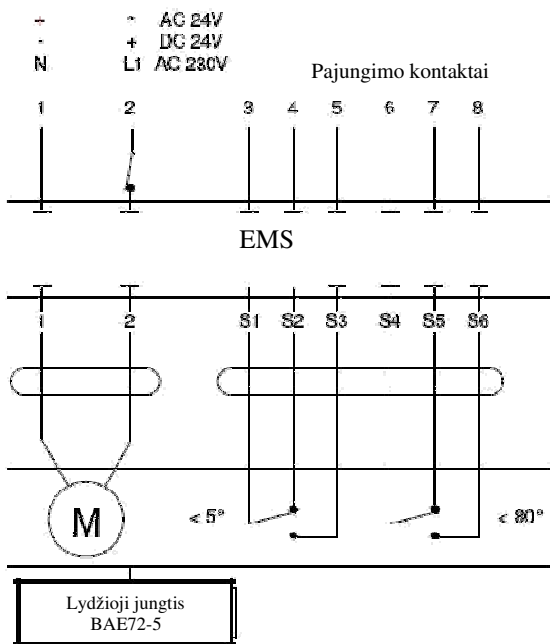 ~ AC 24V
- + DC 24V
N L1 AC 230V
Pajungimo kontaktai
1 2 3 4 5 6 7 8
EMS
1 2 S1 S2 S3 S4 S5 S6
M < 5° < 80°
Lydžioji jungtis
BAE72-5